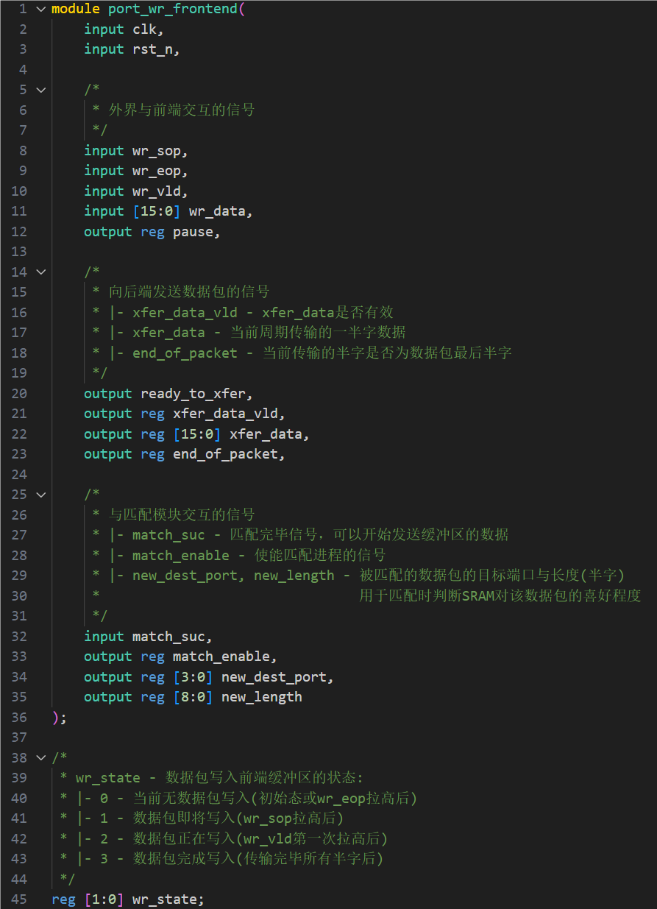 1 module port_wr_frontend(
2 input clk,
3 input rst_n,
4
5 /*
6 * 外界与前端交互的信号
7 */
8 input wr_sop,
9 input wr_eop,
10 input wr_vld,
11 input [15:0] wr_data,
12 output reg pause,
13
14 /*
15 * 向后端发送数据包的信号
16 * |- xfer_data_vld - xfer_data是否有效
17 * |- xfer_data - 当前周期传输的一半字数据
18 * |- end_of_packet - 当前传输的半字是否为数据包最后半字
19 */
20 output ready_to_xfer,
21 output reg xfer_data_vld,
22 output reg [15:0] xfer_data,
23 output reg end_of_packet,
24
25 /*
26 * 与匹配模块交互的信号
27 * |- match_suc - 匹配完毕信号，可以开始发送缓冲区的数据
28 * |- match_enable - 使能匹配进程的信号
29 * |- new_dest_port, new_length - 被匹配的数据包的目标端口与长度(半字)
30 * 用于匹配时判断SRAM对该数据包的喜好程度
31 */
32 input match_suc,
33 output reg match_enable,
34 output reg [3:0] new_dest_port,
35 output reg [8:0] new_length
36 );
37
38 /*
39 * wr_state - 数据包写入前端缓冲区的状态:
40 * |- 0 - 当前无数据包写入(初始态或wr_eop拉高后)
41 * |- 1 - 数据包即将写入(wr_sop拉高后)
42 * |- 2 - 数据包正在写入(wr_vld第一次拉高后)
43 * |- 3 - 数据包完成写入(传输完毕所有半字后)
44 */
45 reg [1:0] wr_state;